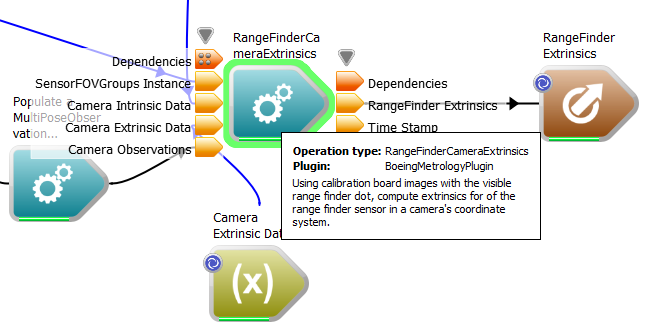 RangeFinderCa
meraExtrinsics
RangeFinder
Extrinsics
Dependencies
SensorFOVGroups Instance
Camera Intrinsic Data
Camera Extrinsic Data
Camera Observations
Dependencies
RangeFinder Extrinsics
Time Stamp
Populate a
MultiPoseObser
vation...
Operation type: RangeFinderCameraExtrinsics
Plugin: BoeingMetrologyPlugin
Using calibration board images with the visible
range finder dot, compute extrinsics for of the
range finder sensor in a camera's coordinate
system.
Camera
Extrinsic Dat
(x)